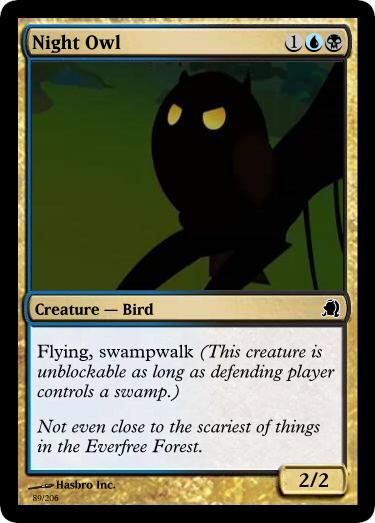 Night Owl 1
Creature — Bird
Flying, swampwalk (This creature is
unblockable as long as defending player
controls a swamp.)
Not even close to the scariest of things
in the Everfree Forest.
2/2
Hasbro Inc.
89/206